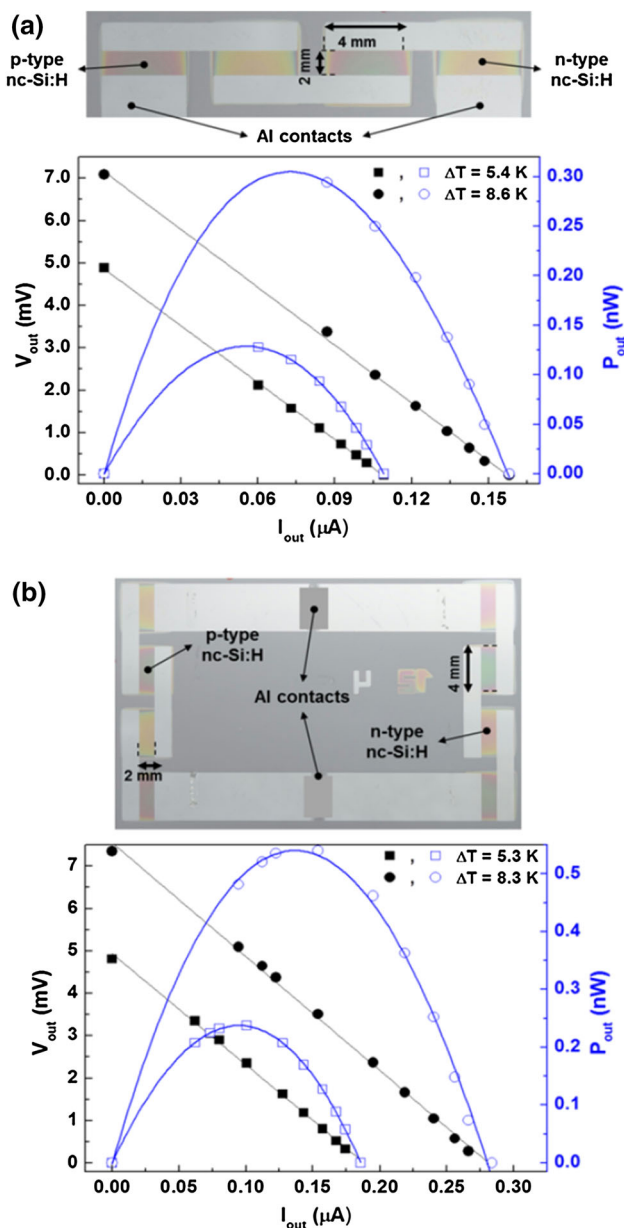 (a)
4 mm
2 mm
p-type
nc-Si:H
n-type
nc-Si:H
Al contacts
7.0
6.0
5.0
4.0
3.0
2.0
1.0
0.0
V_out (mV)
, ΔT = 5.4 K
, ΔT = 8.6 K
0.30
0.25
0.20
0.15
0.10
0.05
0.00
P_out (nW)
0.00 0.03 0.06 0.09 0.12 0.15
I_out (μA)
(b)
p-type
nc-Si:H
Al contacts
μ
4 mm
n-type
nc-Si:H
2 mm
7
6
5
4
3
2
1
0
V_out (mV)
, ΔT = 5.3 K
, ΔT = 8.3 K
0.5
0.4
0.3
0.2
0.1
0.0
P_out (nW)
0.00 0.05 0.10 0.15 0.20 0.25 0.30
I_out (μA)